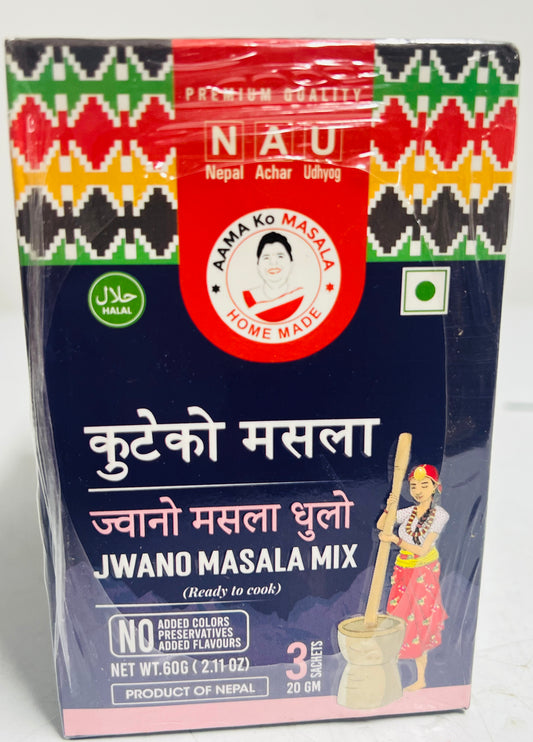 PREMIUM QUALITY
NAU
Nepal Achar Udhyog
AAMA Ko MASALA
HOME MADE
حلال
HALAL
कुटेको मसला
ज्वानो मसला धुलो
JWANO MASALA MIX
(Ready to cook)
NO ADDED COLORS
PRESERVATIVES
ADDED FLAVOURS
NET WT.60G ( 2.11 OZ)
3 SACHETS
20 GM
PRODUCT OF NEPAL